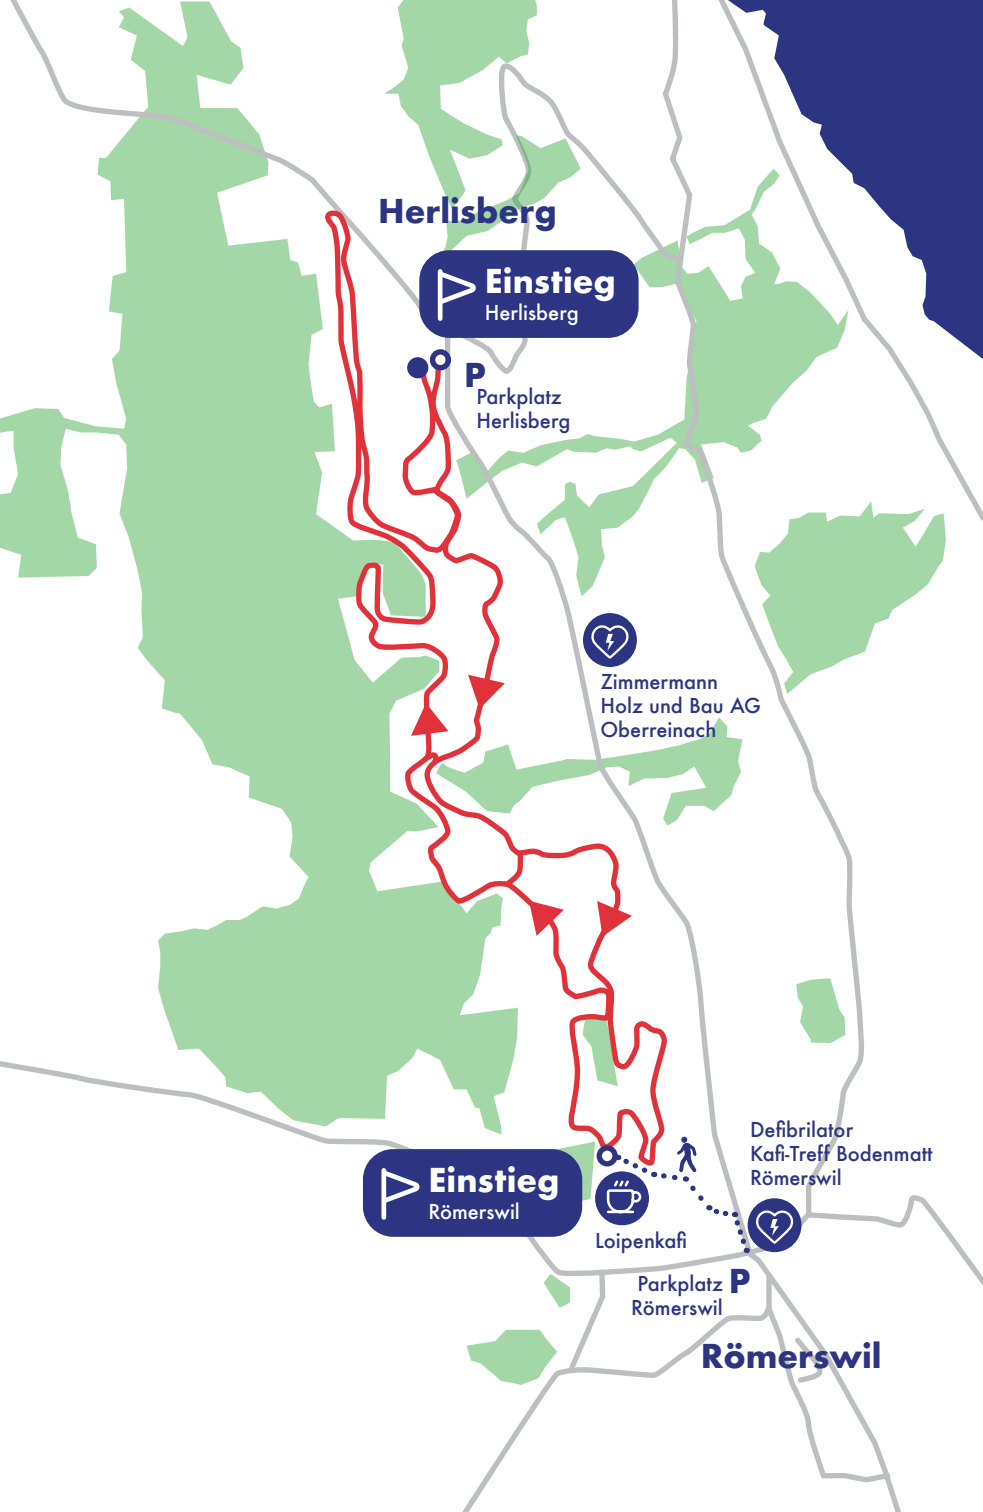 Herlisberg
Einstieg
Herlisberg
P
Parkplatz
Herlisberg
Zimmermann
Holz und Bau AG
Oberreinach
Defibrilator
Kafi-Treff Bodenmatt
Römerswil
Einstieg
Römerswil
Loipenkafi
Parkplatz P
Römerswil
Römerswil